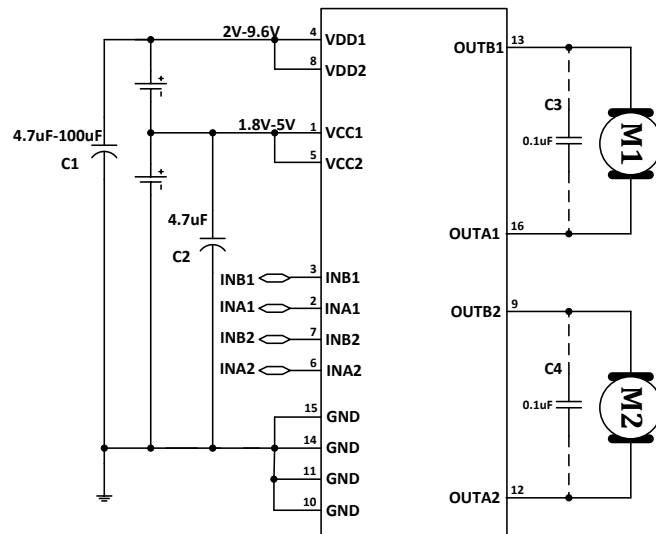 2V-9.6V 4 VDD1
8 VDD2
1.8V-5V 1 VCC1
5 VCC2
4.7uF-100uF
C1
4.7uF
C2
INB1 3 INB1
INA1 2 INA1
INB2 7 INB2
INA2 6 INA2
15 GND
14 GND
11 GND
10 GND
OUTB1 13
C3
0.1uF
M1
OUTA1 16
OUTB2 9
C4
0.1uF
M2
OUTA2 12
+
+